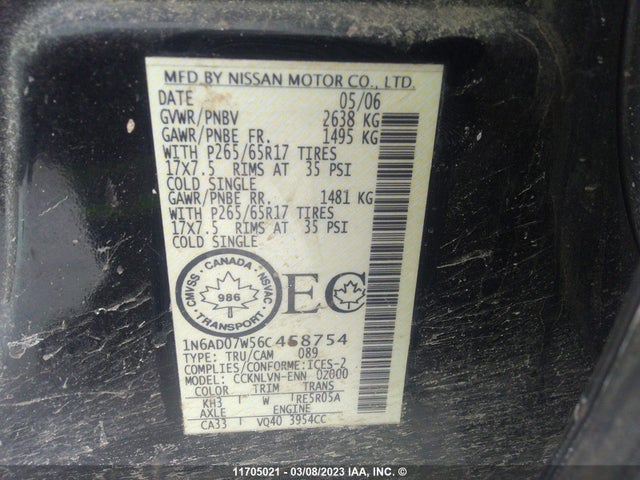 MFD BY NISSAN MOTOR CO., LTD.
DATE 05/06
GVWR/PNBV 2638 KG
GAWR/PNBE FR. 1495 KG
WITH P265/65R17 TIRES
17X7.5 RIMS AT 35 PSI
COLD SINGLE
GAWR/PNBE RR. 1481 KG
WITH P265/65R17 TIRES
17X7.5 RIMS AT 35 PSI
COLD SINGLE
CMVSS · CANADA · NSVAC
986
TRANSPORT
EC
1N6AD07W56C458754
TYPE: TRU/CAM 089
COMPLIES/CONFORME:ICES-2
MODEL: CCKNLVN-ENN 02000
COLOR TRIM TRANS
KH3 W RE5R05A
AXLE ENGINE
CA33 VQ40 3954CC
11705021 - 03/08/2023 IAA, INC. ©